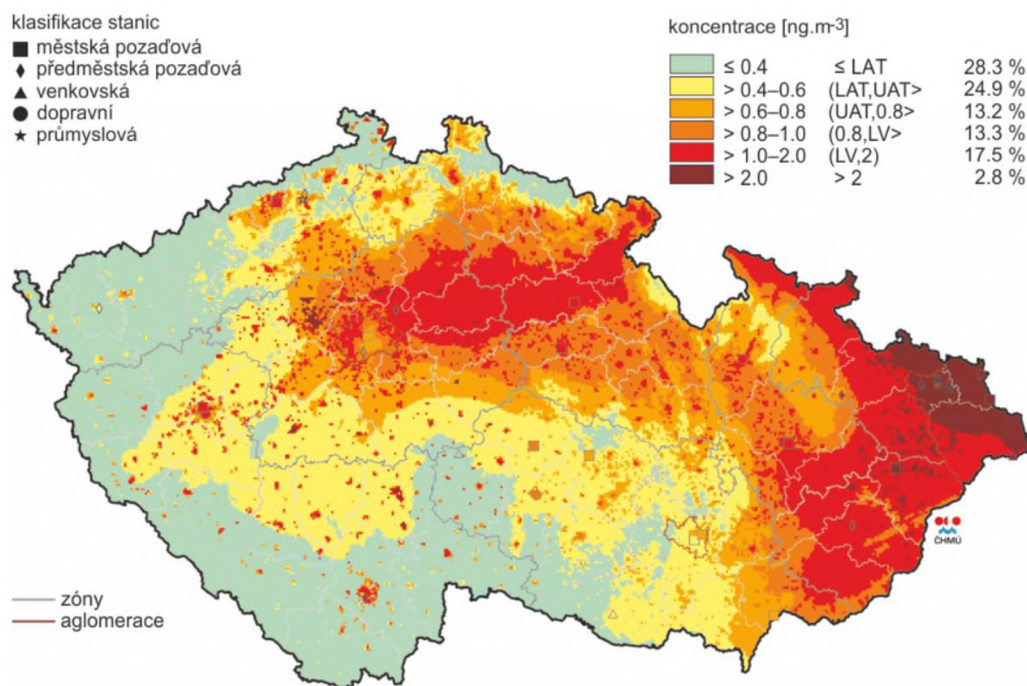 klasifikace stanic
městská pozaďová
předměstská pozaďová
venkovská
dopravní
průmyslová
koncentrace [ng.m-3]
≤ 0.4 ≤ LAT 28.3 %
> 0.4–0.6 (LAT,UAT> 24.9 %
> 0.6–0.8 (UAT,0.8> 13.2 %
> 0.8–1.0 (0.8,LV> 13.3 %
> 1.0–2.0 (LV,2) 17.5 %
> 2.0 > 2 2.8 %
ČHMÚ
zóny
aglomerace